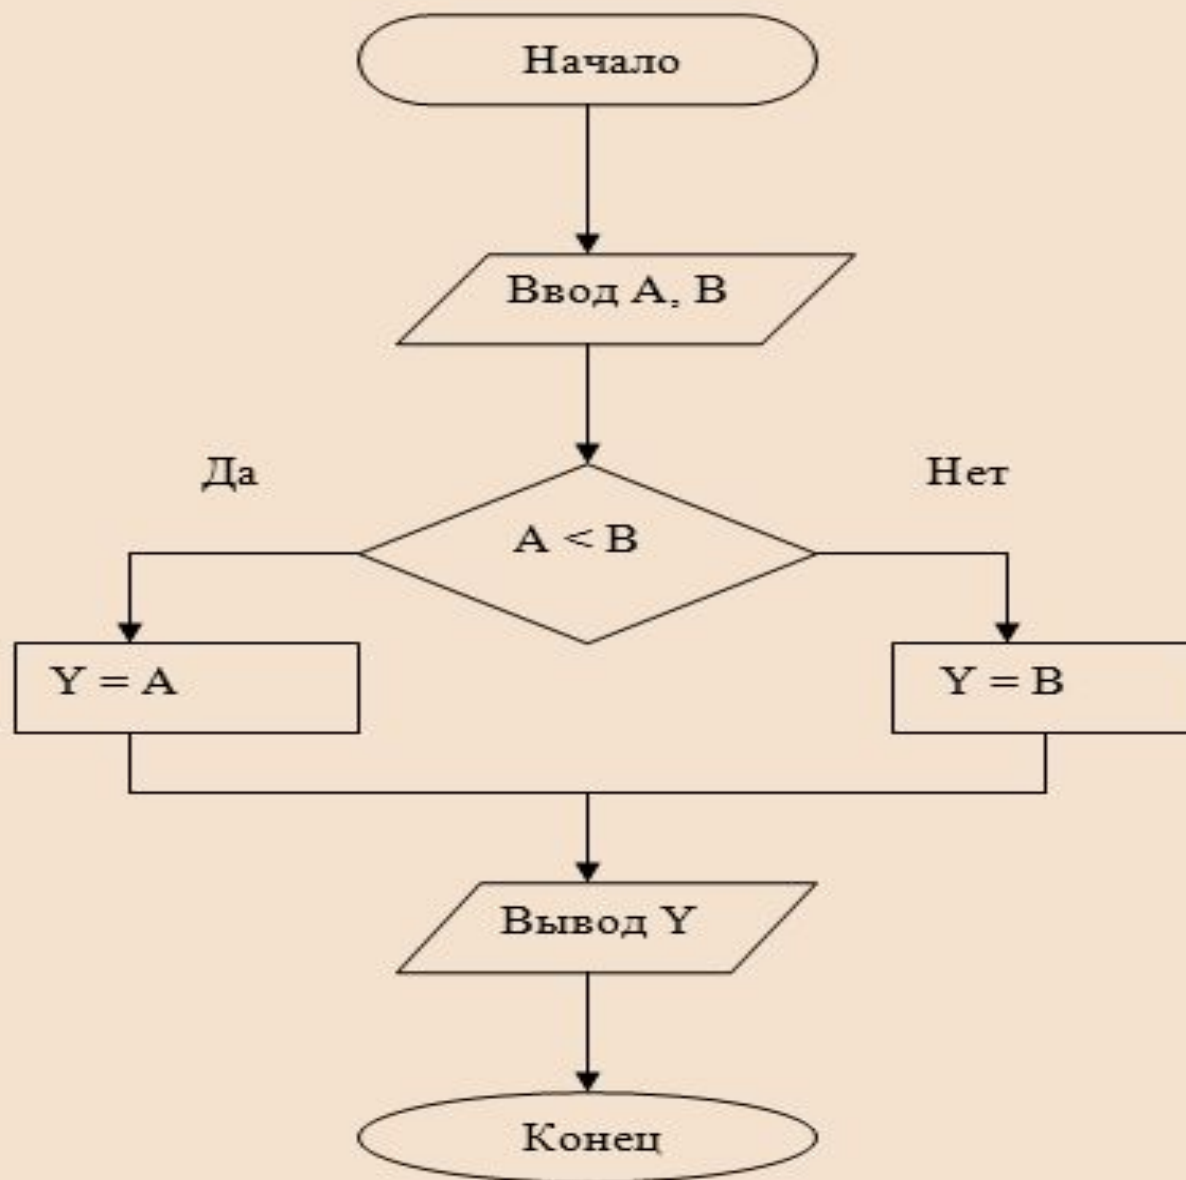 Начало
Ввод A, B
Да
Нет
A < B
Y = A
Y = B
Вывод Y
Конец